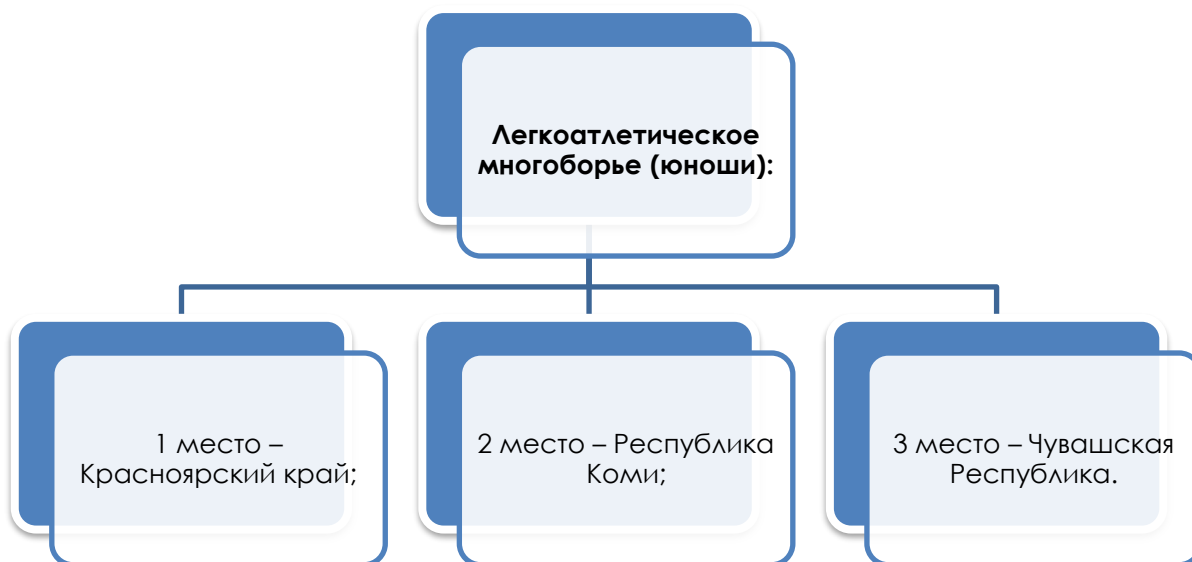 Легкоатлетическое
многоборье (юноши):
1 место –
Красноярский край;
2 место – Республика
Коми;
3 место – Чувашская
Республика.